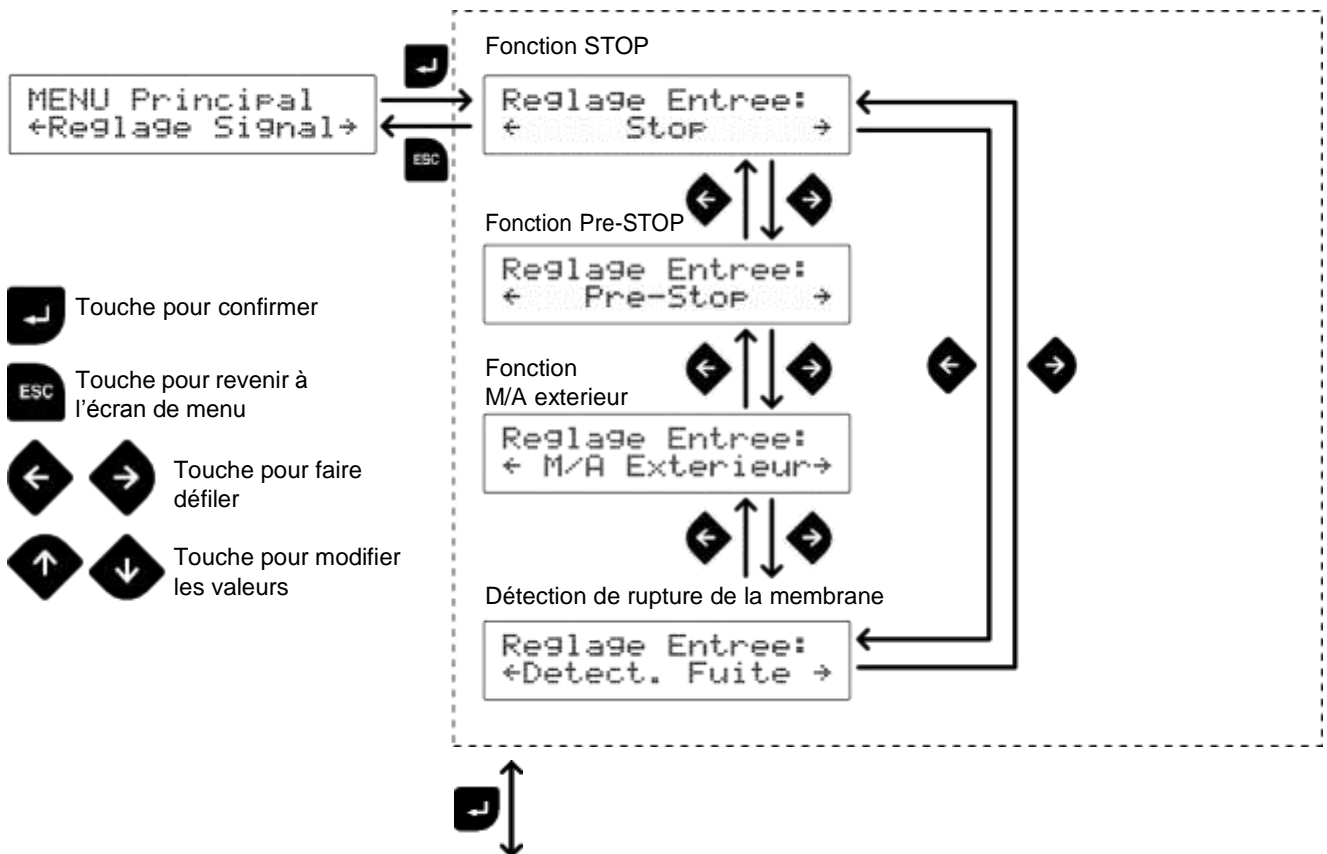 Fonction STOP
MENU Principal
←Reglage Signal→
ESC
Reglage Entree:
← Stop →
Fonction Pre-STOP
Reglage Entree:
← Pre-Stop →
Touche pour confirmer
ESC
Touche pour revenir à
l'écran de menu
Touche pour faire
défiler
Touche pour modifier
les valeurs
Fonction
M/A exterieur
Reglage Entree:
← M/A Exterieur→
Détection de rupture de la membrane
Reglage Entree:
←Detect. Fuite →